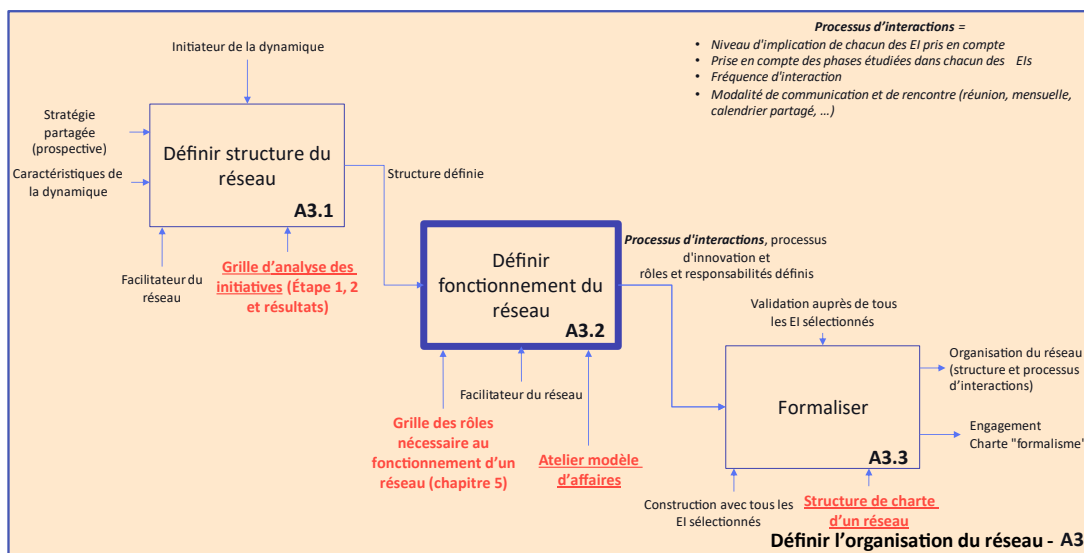 Processus d'interactions =
• Niveau d'implication de chacun des EI pris en compte
• Prise en compte des phases étudiées dans chacun des EIs
• Fréquence d'interaction
• Modalité de communication et de rencontre (réunion, mensuelle,
calendrier partagé, ...)
Initiateur de la dynamique
Stratégie
partagée
(prospective)
Caractéristiques de
la dynamique
Définir structure du
réseau
A3.1
Structure définie
Facilitateur du
réseau
Grille d'analyse des
initiatives (Étape 1, 2
et résultats)
Définir
fonctionnement du
réseau
A3.2
Processus d'interactions, processus
d'innovation et
rôles et responsabilités définis
Facilitateur du réseau
Grille des rôles
nécessaire au
fonctionnement d'un
réseau (chapitre 5)
Atelier modèle
d'affaires
Validation auprès de tous
les EI sélectionnés
Formaliser
A3.3
Organisation du réseau
(structure et processus
d'interactions)
Engagement
Charte "formalisme"
Construction avec tous les
EI sélectionnés
Structure de charte
d'un réseau
Définir l'organisation du réseau - A3